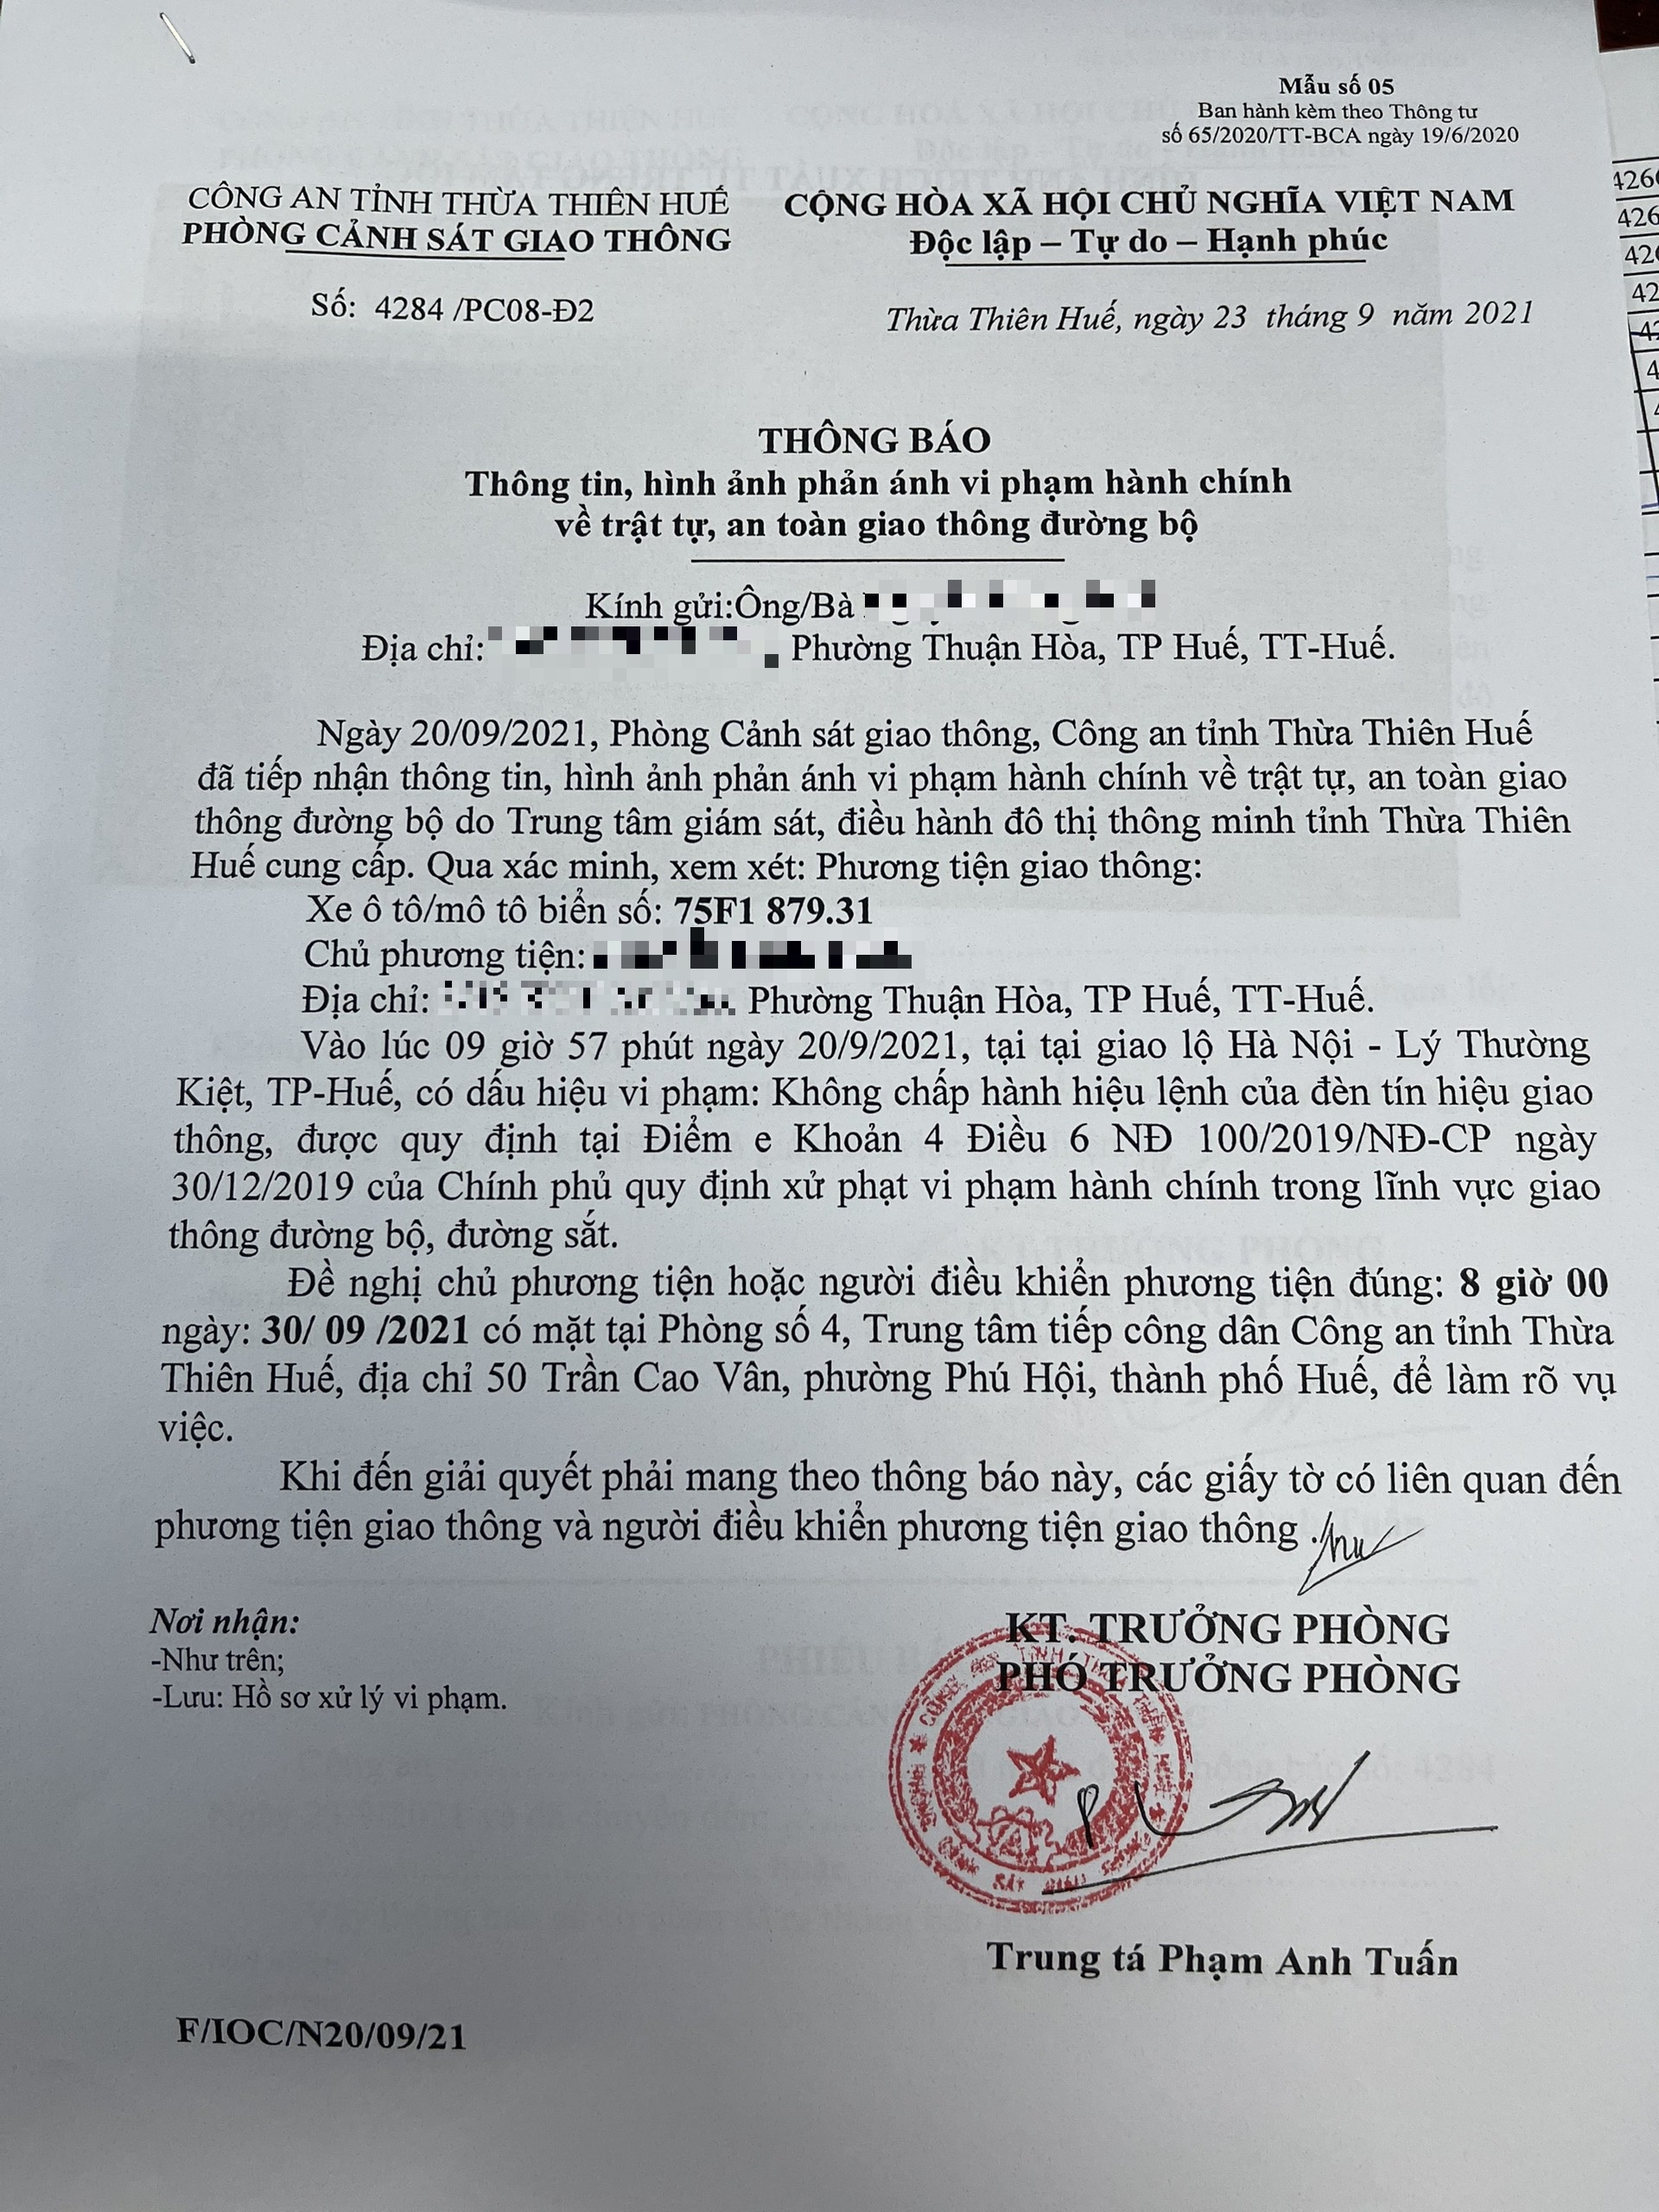 Mẫu số 05
Ban hành kèm theo Thông tư
số 65/2020/TT-BCA ngày 19/6/2020
CÔNG AN TỈNH THỪA THIÊN HUẾ
PHÒNG CẢNH SÁT GIAO THÔNG
CỘNG HÒA XÃ HỘI CHỦ NGHĨA VIỆT NAM
Độc lập – Tự do – Hạnh phúc
Số: 4284 /PC08-Đ2
Thừa Thiên Huế, ngày 23 tháng 9 năm 2021
THÔNG BÁO
Thông tin, hình ảnh phản ánh vi phạm hành chính
về trật tự, an toàn giao thông đường bộ
Kính gửi:Ông/Bà
Địa chỉ: , Phường Thuận Hòa, TP Huế, TT-Huế.
Ngày 20/09/2021, Phòng Cảnh sát giao thông, Công an tỉnh Thừa Thiên Huế
đã tiếp nhận thông tin, hình ảnh phản ánh vi phạm hành chính về trật tự, an toàn giao
thông đường bộ do Trung tâm giám sát, điều hành đô thị thông minh tỉnh Thừa Thiên
Huế cung cấp. Qua xác minh, xem xét: Phương tiện giao thông:
Xe ô tô/mô tô biển số: 75F1 879.31
Chủ phương tiện:
Địa chỉ: Phường Thuận Hòa, TP Huế, TT-Huế.
Vào lúc 09 giờ 57 phút ngày 20/9/2021, tại tại giao lộ Hà Nội - Lý Thường
Kiệt, TP-Huế, có dấu hiệu vi phạm: Không chấp hành hiệu lệnh của đèn tín hiệu giao
thông, được quy định tại Điểm e Khoản 4 Điều 6 NĐ 100/2019/NĐ-CP ngày
30/12/2019 của Chính phủ quy định xử phạt vi phạm hành chính trong lĩnh vực giao
thông đường bộ, đường sắt.
Đề nghị chủ phương tiện hoặc người điều khiển phương tiện đúng: 8 giờ 00
ngày: 30/ 09 /2021 có mặt tại Phòng số 4, Trung tâm tiếp công dân Công an tỉnh Thừa
Thiên Huế, địa chỉ 50 Trần Cao Vân, phường Phú Hội, thành phố Huế, để làm rõ vụ
việc.
Khi đến giải quyết phải mang theo thông báo này, các giấy tờ có liên quan đến
phương tiện giao thông và người điều khiển phương tiện giao thông .
Nơi nhận:
-Như trên;
-Lưu: Hồ sơ xử lý vi phạm.
KT. TRƯỞNG PHÒNG
PHÓ TRƯỞNG PHÒNG
Trung tá Phạm Anh Tuấn
F/IOC/N20/09/21